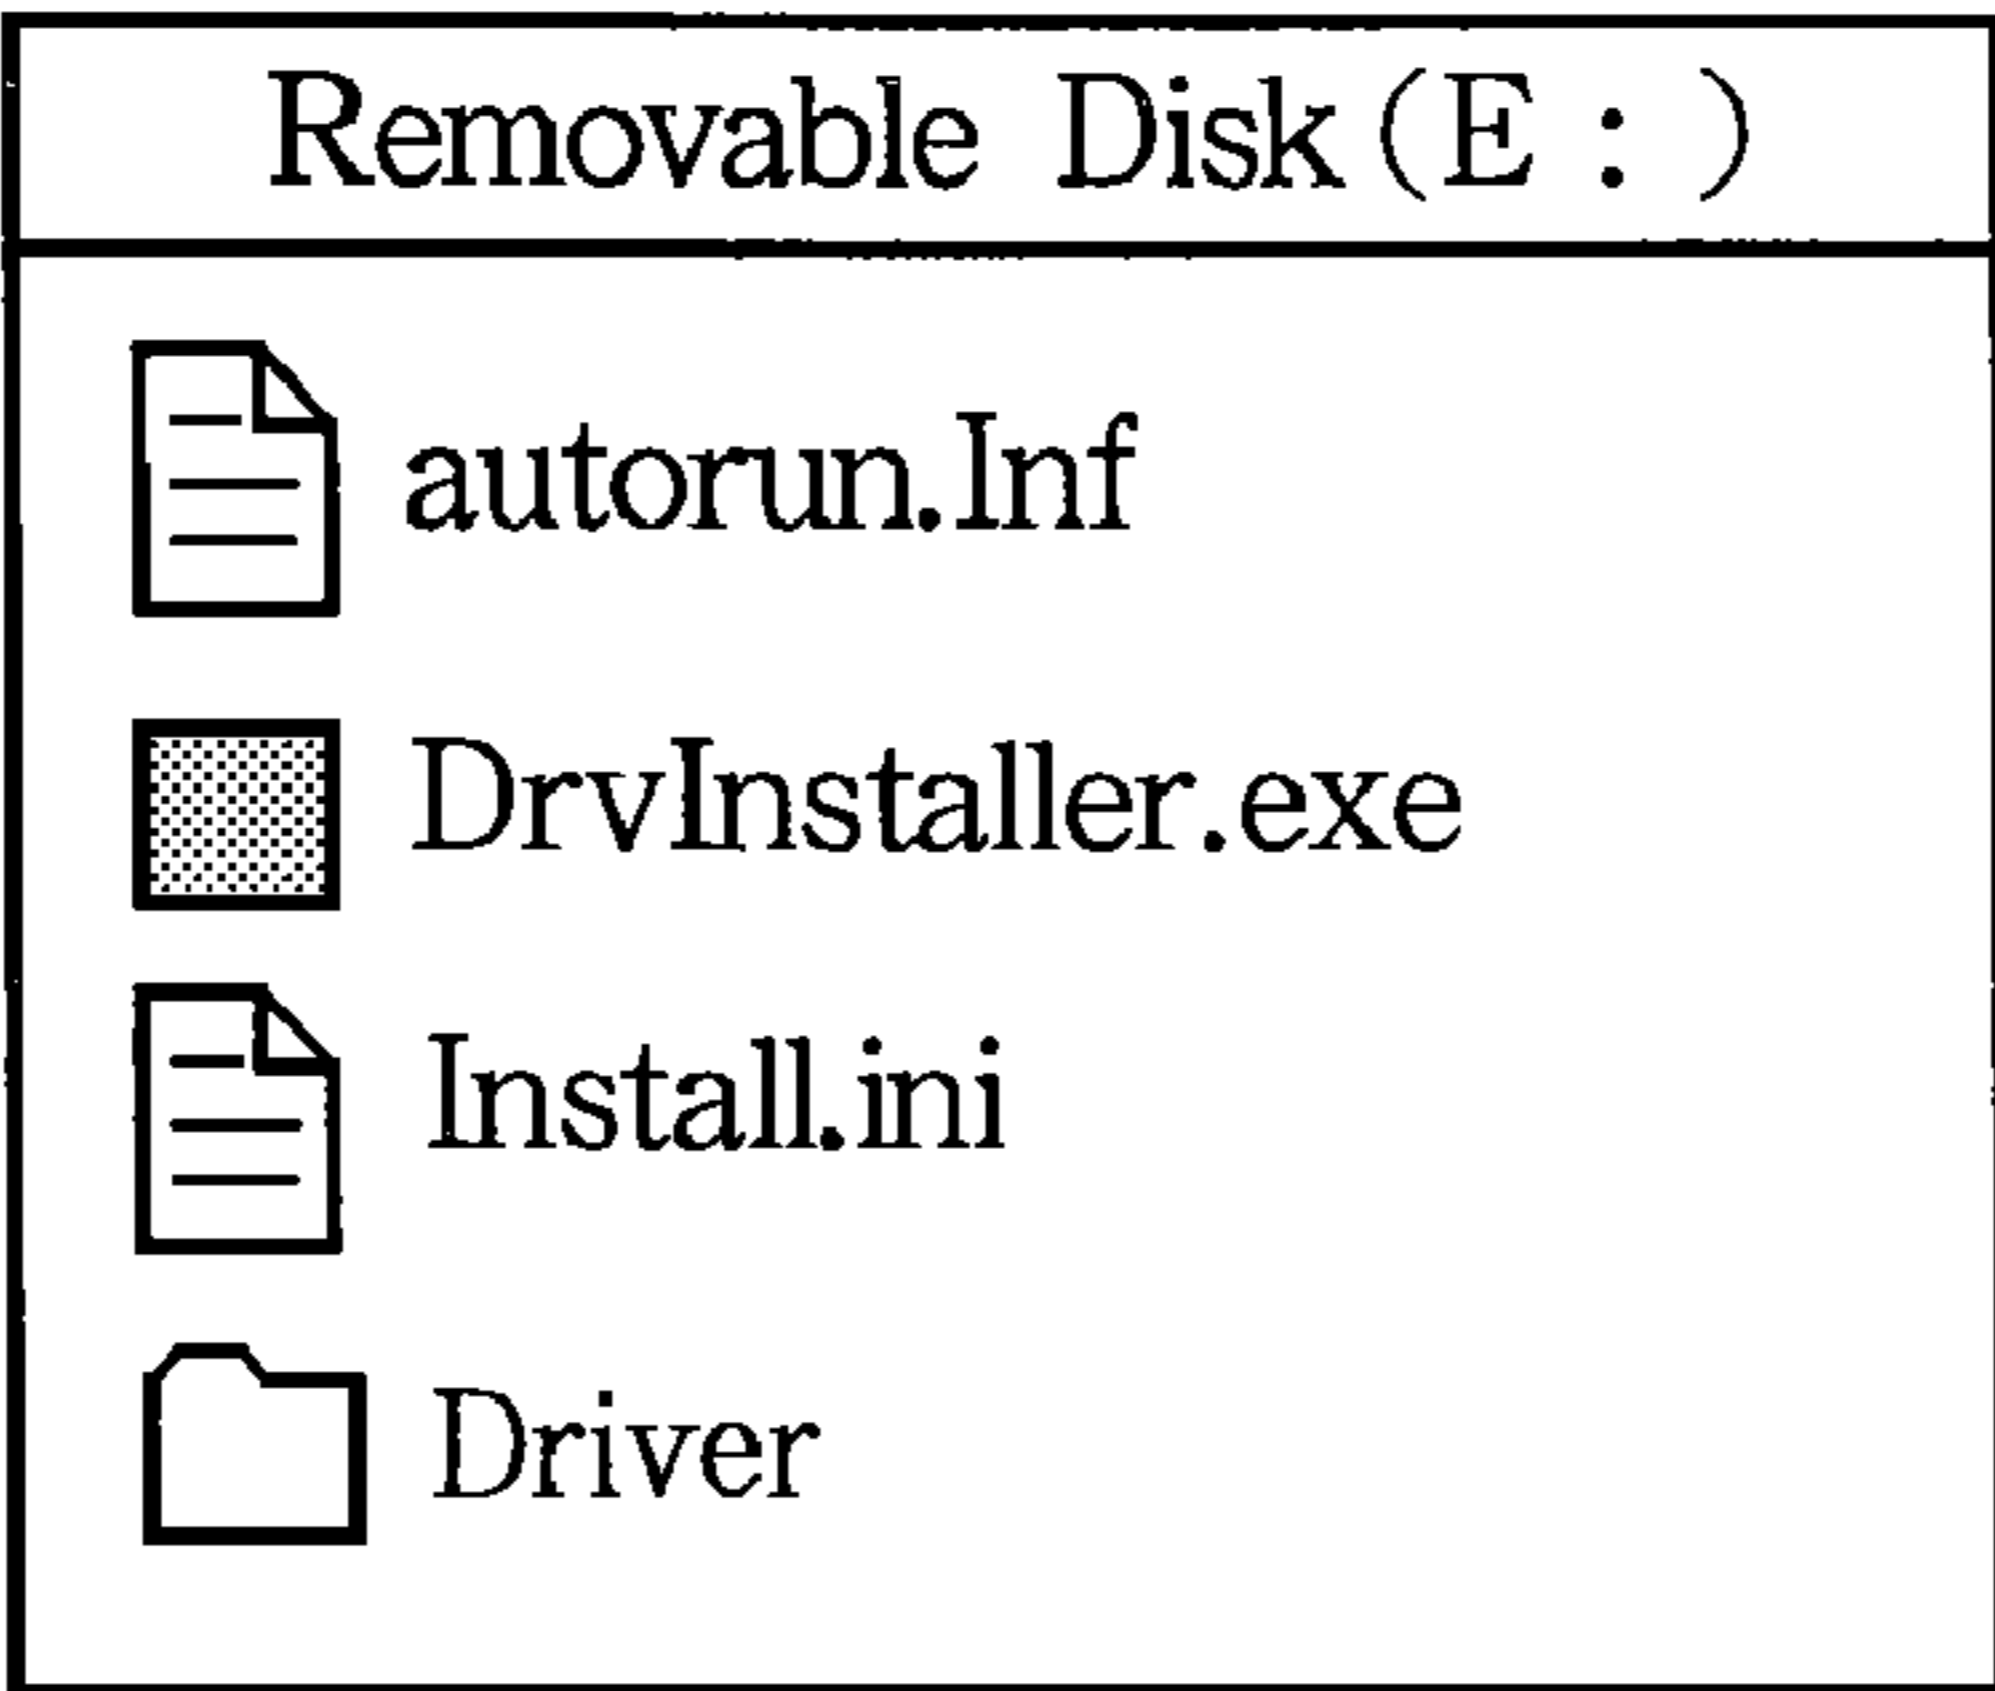 Removable Disk(E:)
autorun.Inf
DrvInstaller.exe
Install.ini
Driver